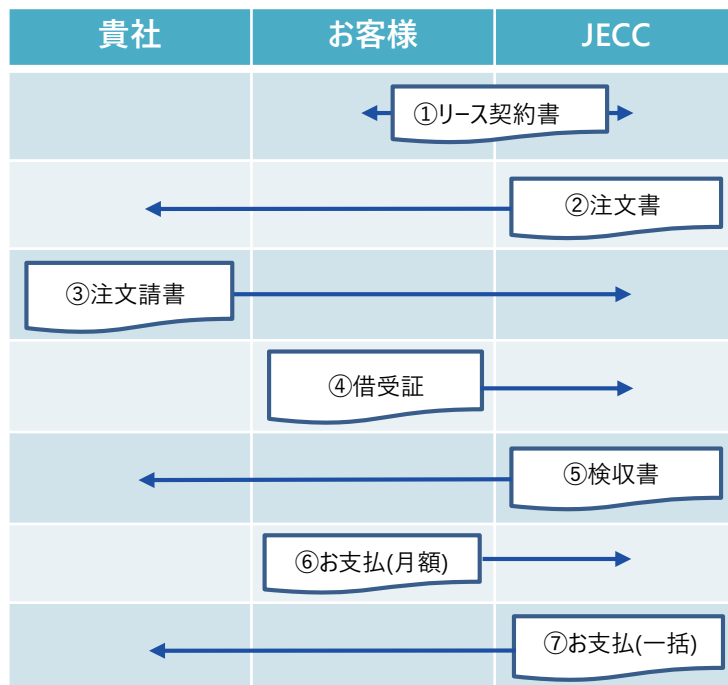 貴社 お客様 JECC
①リース契約書
②注文書
③注文請書
④借受証
⑤検収書
⑥お支払(月額)
⑦お支払(一括)